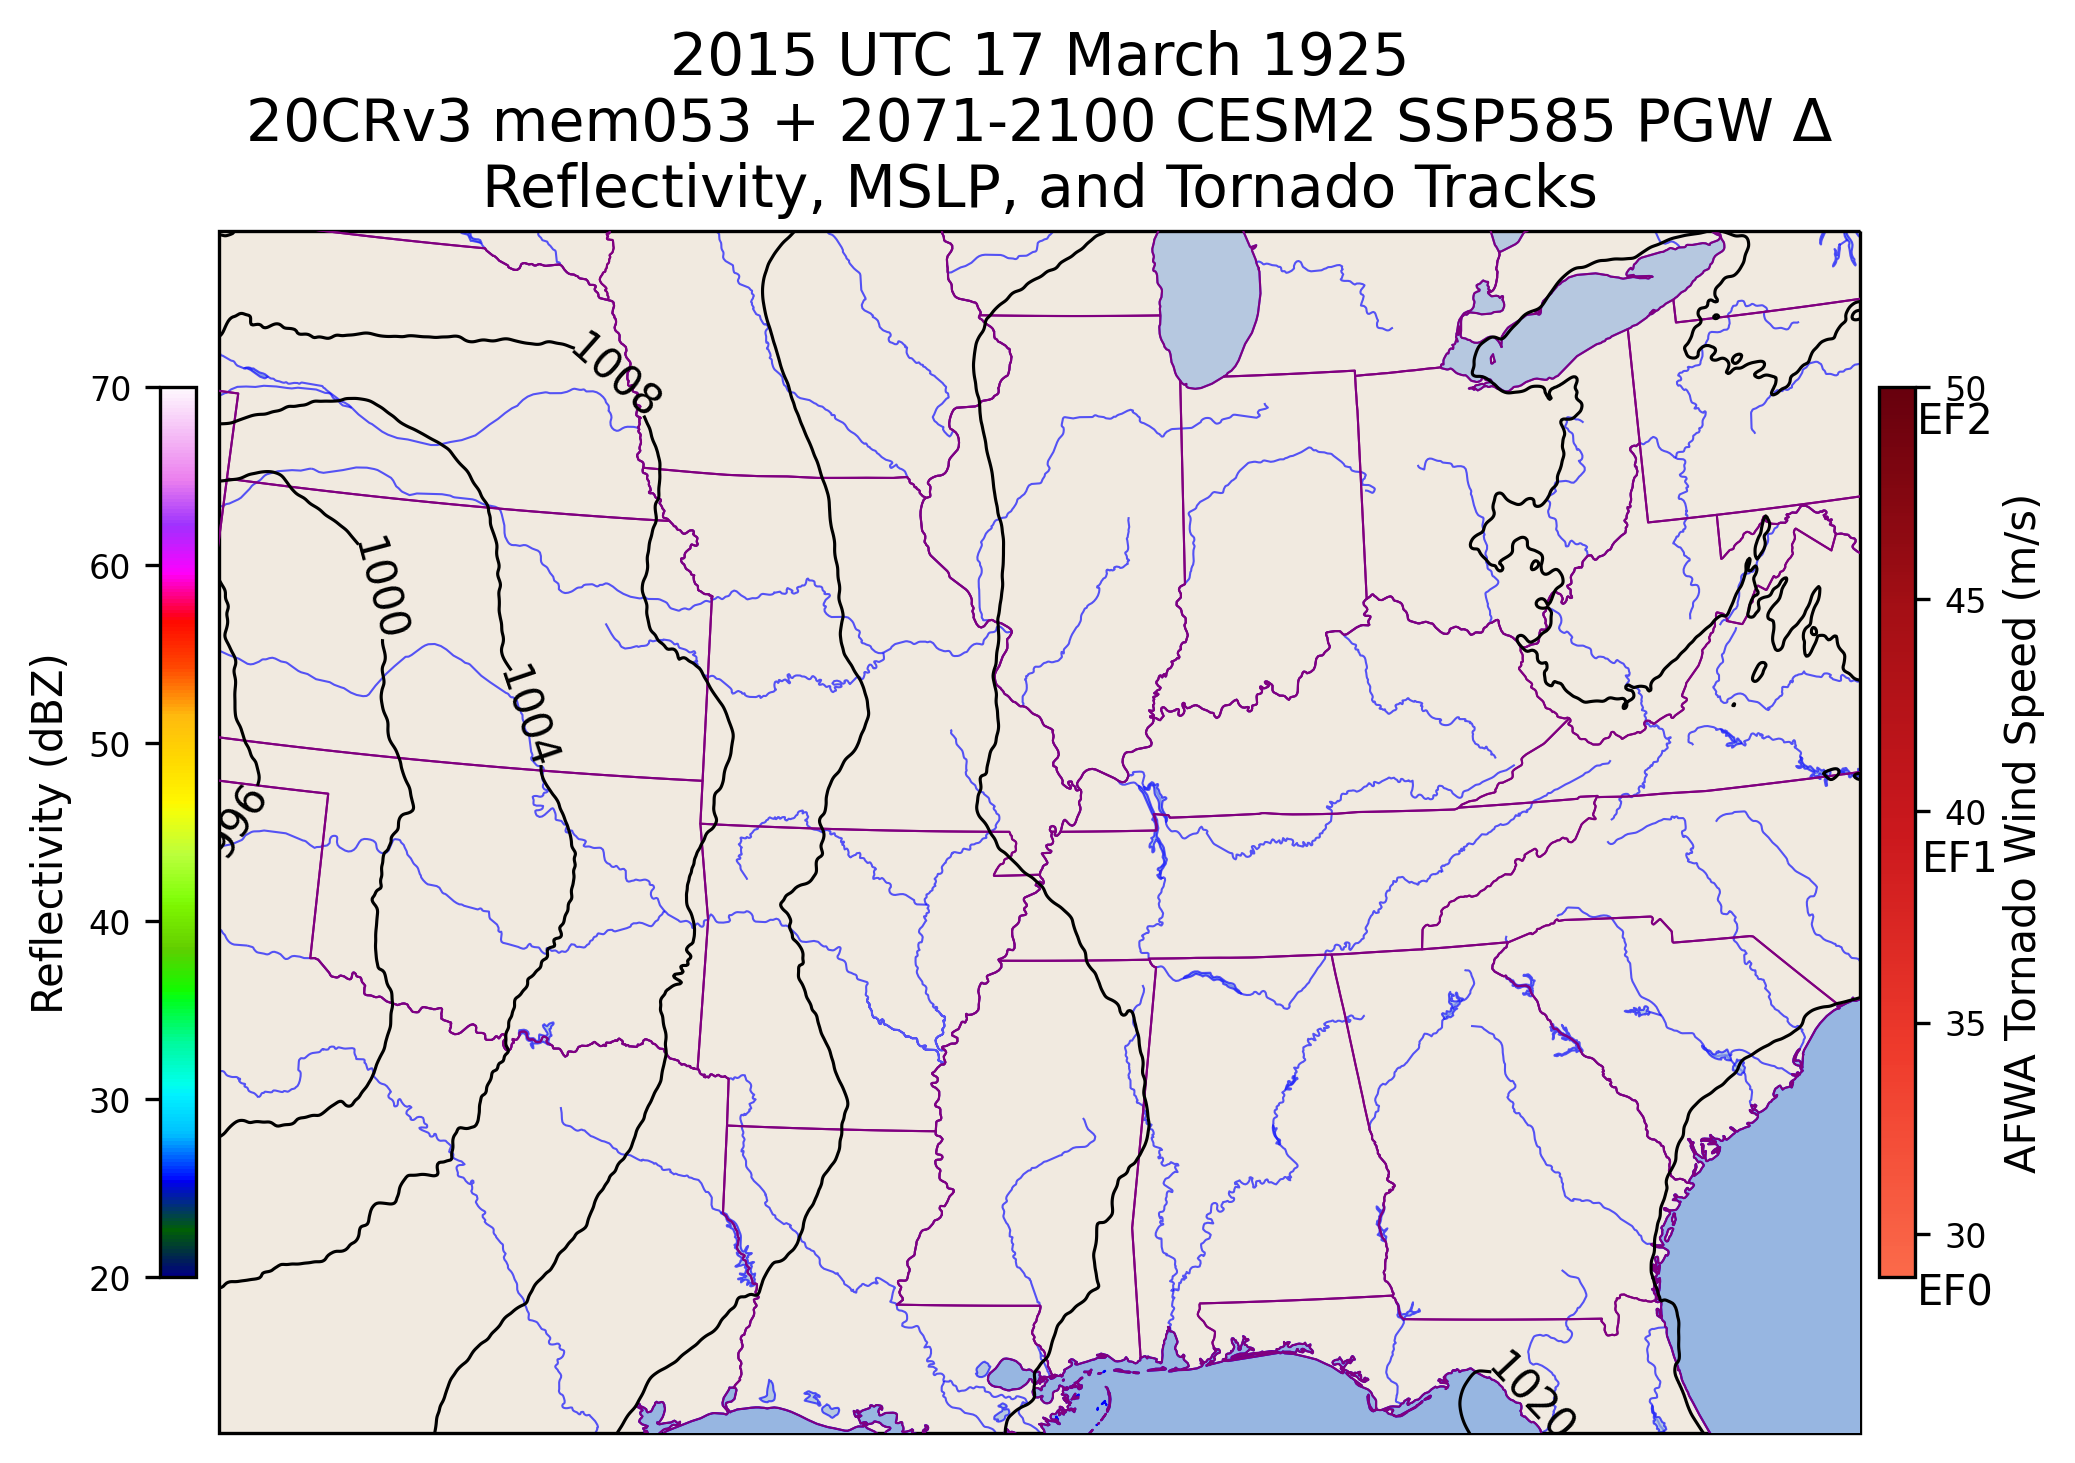 2015 UTC 17 March 1925
20CRv3 mem053 + 2071-2100 CESM2 SSP585 PGW Δ
Reflectivity, MSLP, and Tornado Tracks
Reflectivity (dBZ)
70
60
50
40
30
20
1008
1000
1004
996
1020
50
EF2
45
40
EF1
35
30
EF0
AFWA Tornado Wind Speed (m/s)